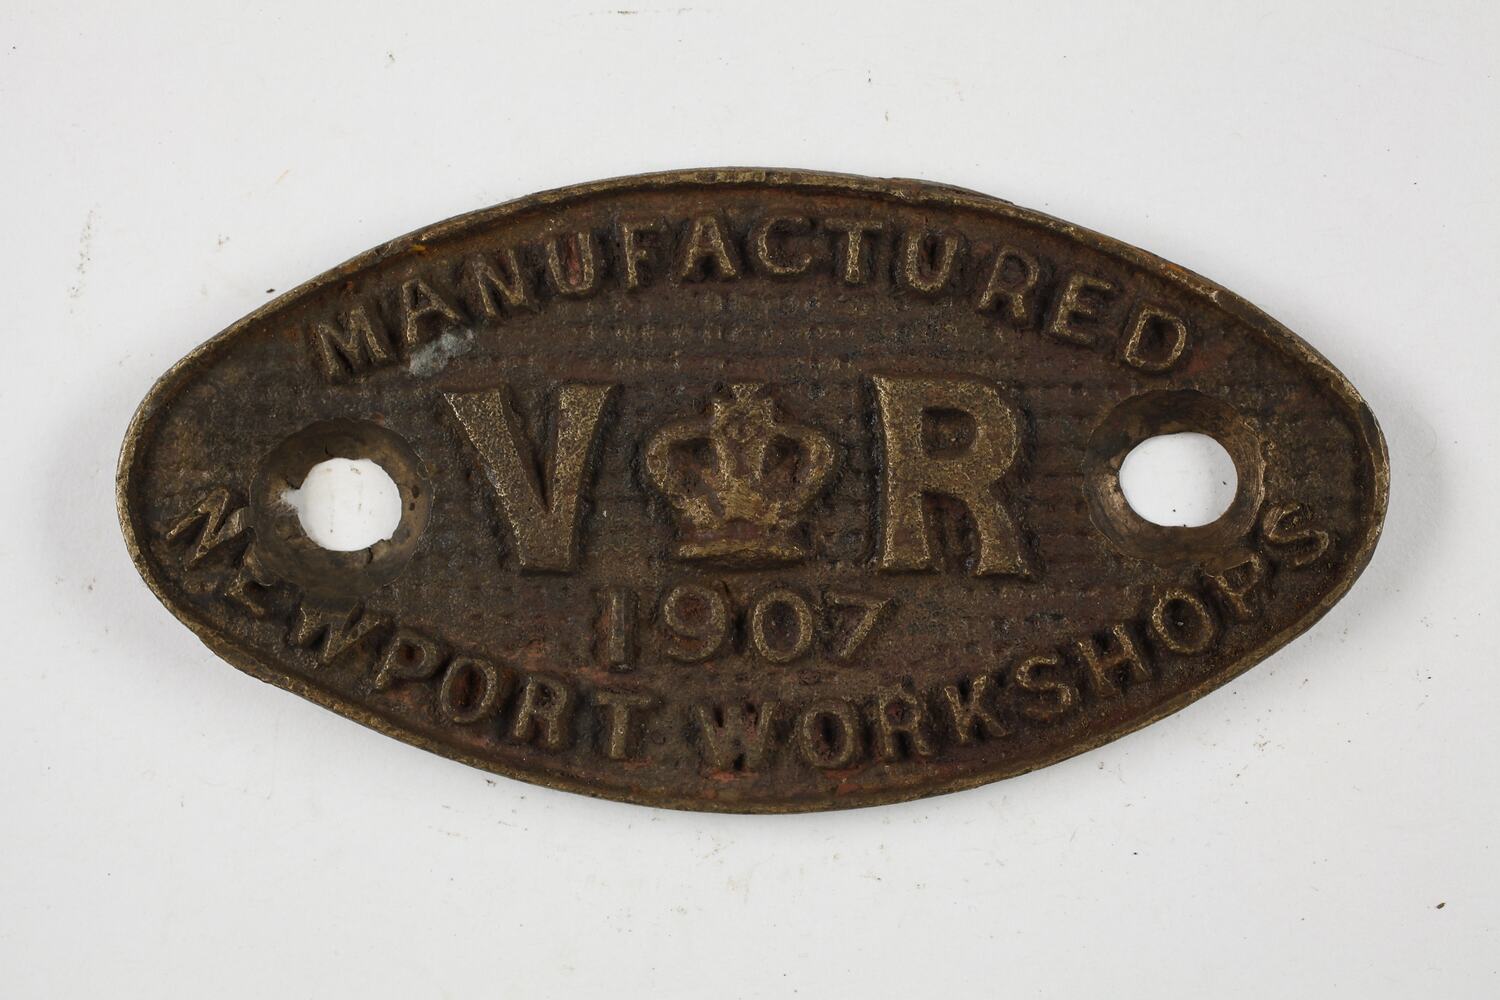 MANUFACTURED
V R
1907
NEWPORT WORKSHOPS